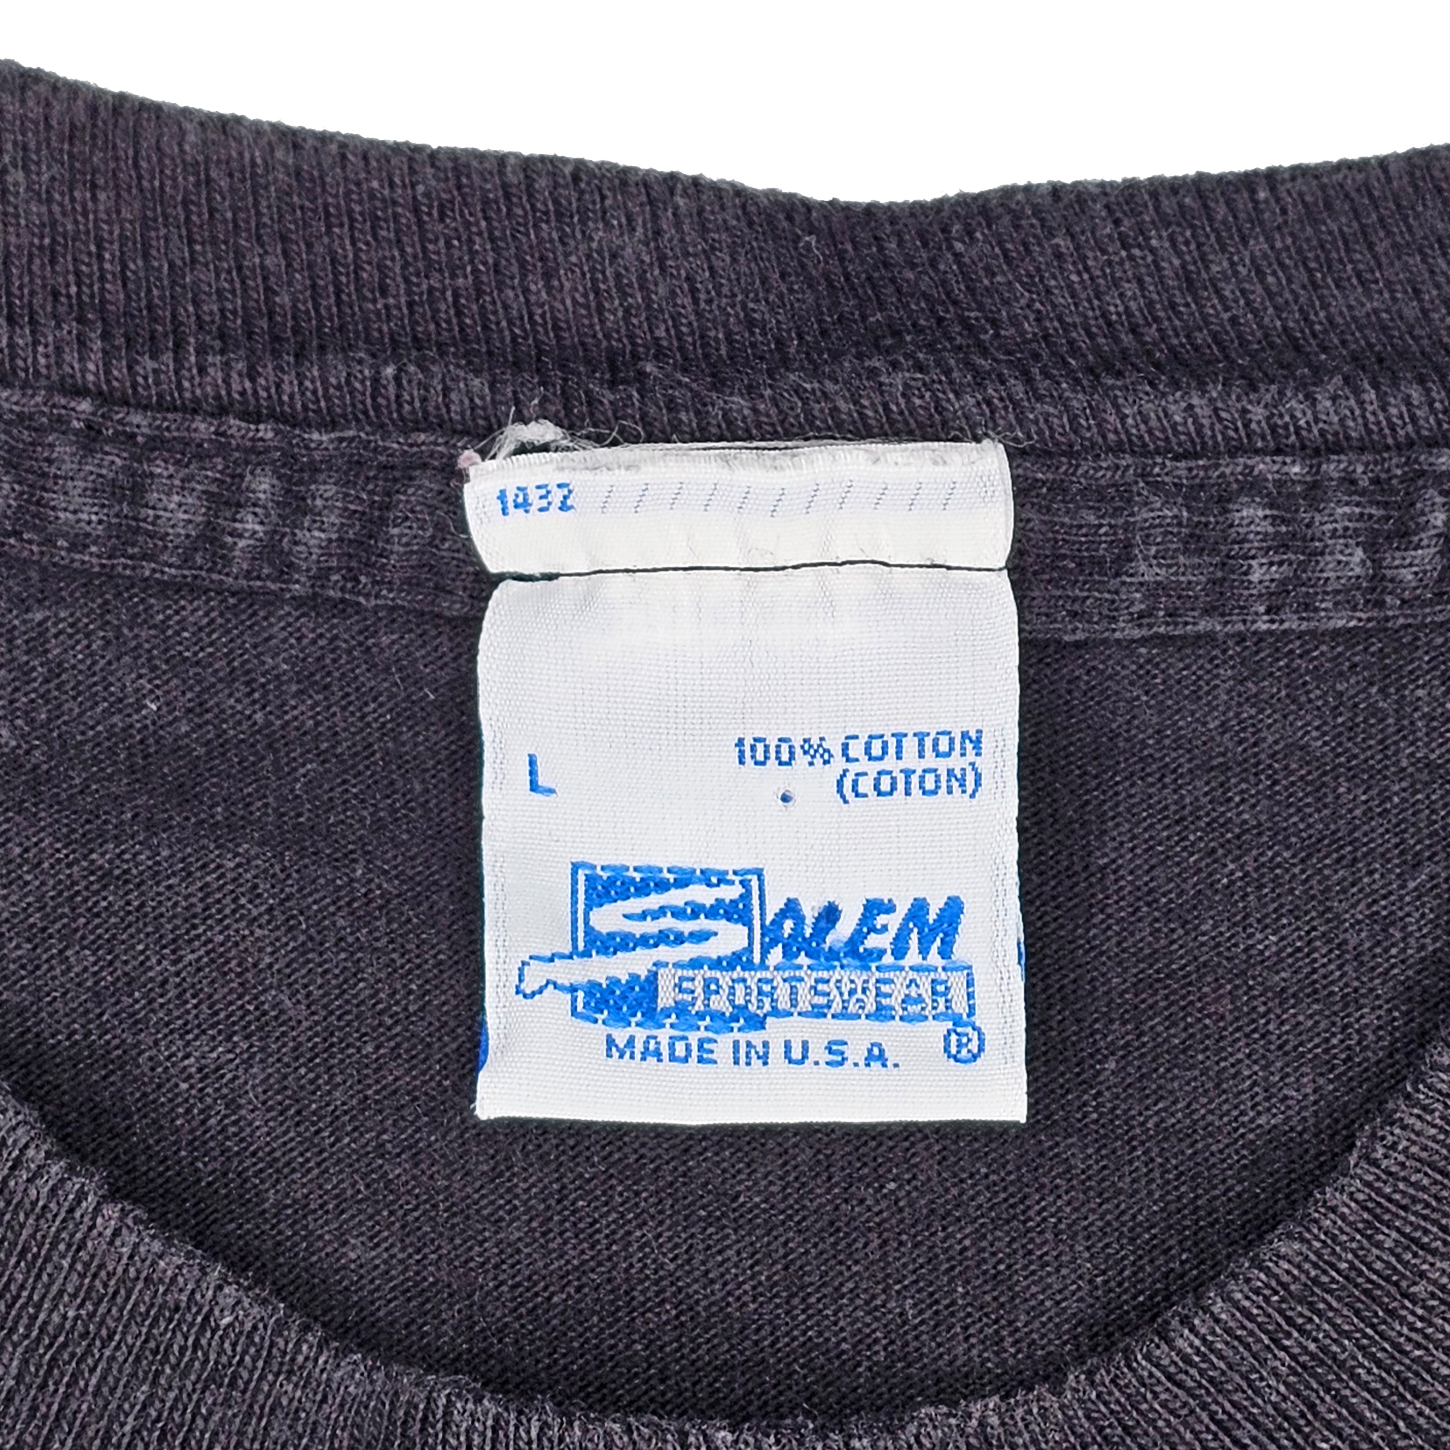 1432
L
100% COTTON
(COTON)
SALEM
SPORTSWEAR
MADE IN U.S.A. ®